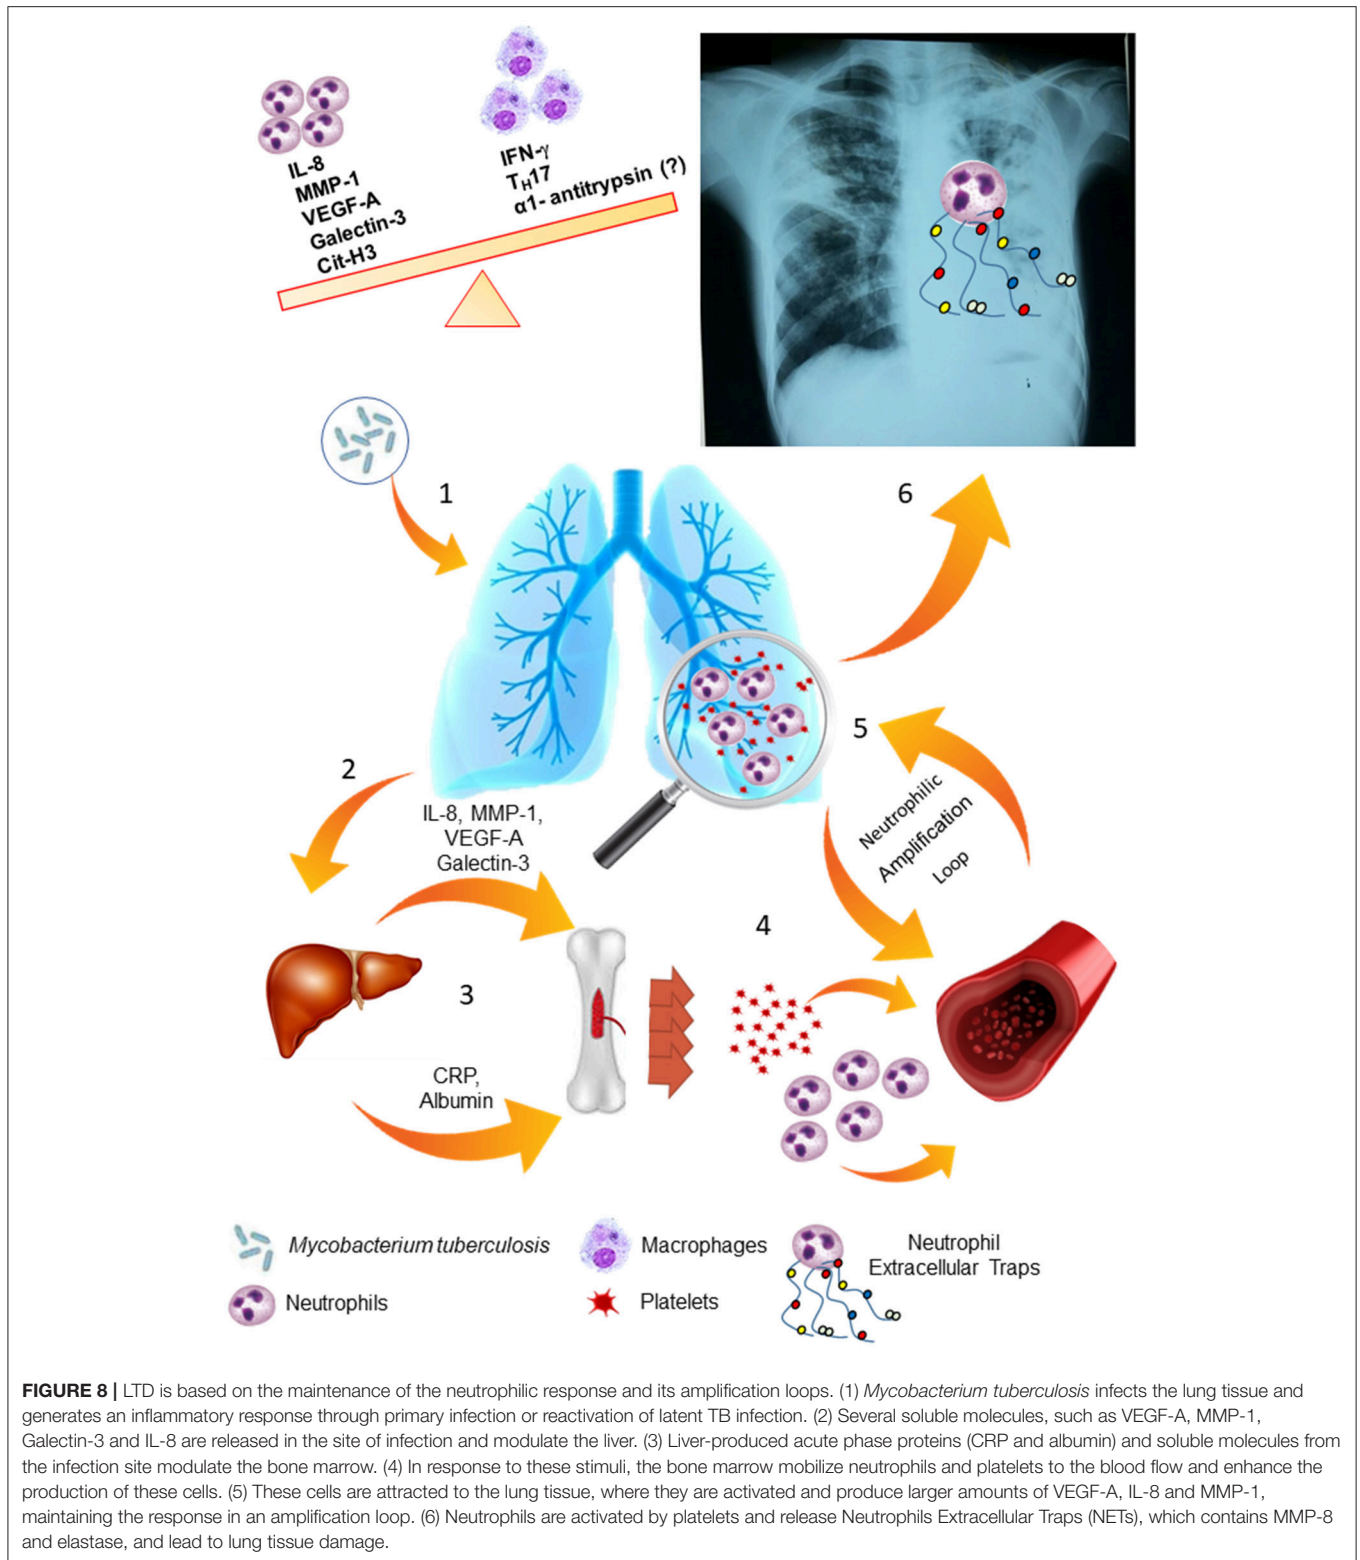 IL-8
MMP-1
VEGF-A
Galectin-3
Cit-H3
IFN-γ
TH17
α1- antitrypsin (?)
1
6
2
5
IL-8, MMP-1,
VEGF-A
Galectin-3
Neutrophilic
Amplification
Loop
4
3
CRP,
Albumin
Mycobacterium tuberculosis
Macrophages
Neutrophil
Extracellular Traps
Neutrophils
Platelets
FIGURE 8 | LTD is based on the maintenance of the neutrophilic response and its amplification loops. (1) Mycobacterium tuberculosis infects the lung tissue and
generates an inflammatory response through primary infection or reactivation of latent TB infection. (2) Several soluble molecules, such as VEGF-A, MMP-1,
Galectin-3 and IL-8 are released in the site of infection and modulate the liver. (3) Liver-produced acute phase proteins (CRP and albumin) and soluble molecules from
the infection site modulate the bone marrow. (4) In response to these stimuli, the bone marrow mobilize neutrophils and platelets to the blood flow and enhance the
production of these cells. (5) These cells are attracted to the lung tissue, where they are activated and produce larger amounts of VEGF-A, IL-8 and MMP-1,
maintaining the response in an amplification loop. (6) Neutrophils are activated by platelets and release Neutrophils Extracellular Traps (NETs), which contains MMP-8
and elastase, and lead to lung tissue damage.